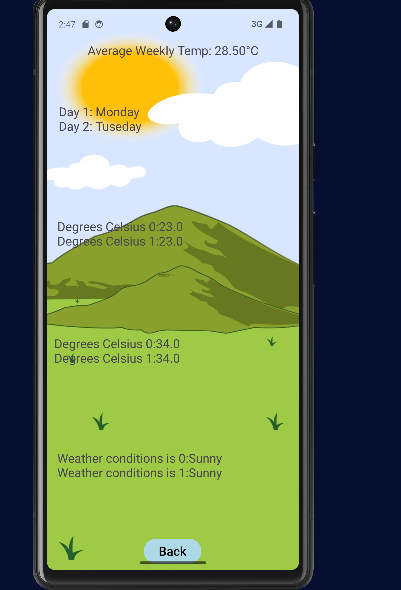 2:47
3G
Average Weekly Temp: 28.50°C
Day 1: Monday
Day 2: Tuseday
Degrees Celsius 0:23.0
Degrees Celsius 1:23.0
Degrees Celsius 0:34.0
Degrees Celsius 1:34.0
Weather conditions is 0:Sunny
Weather conditions is 1:Sunny
Back